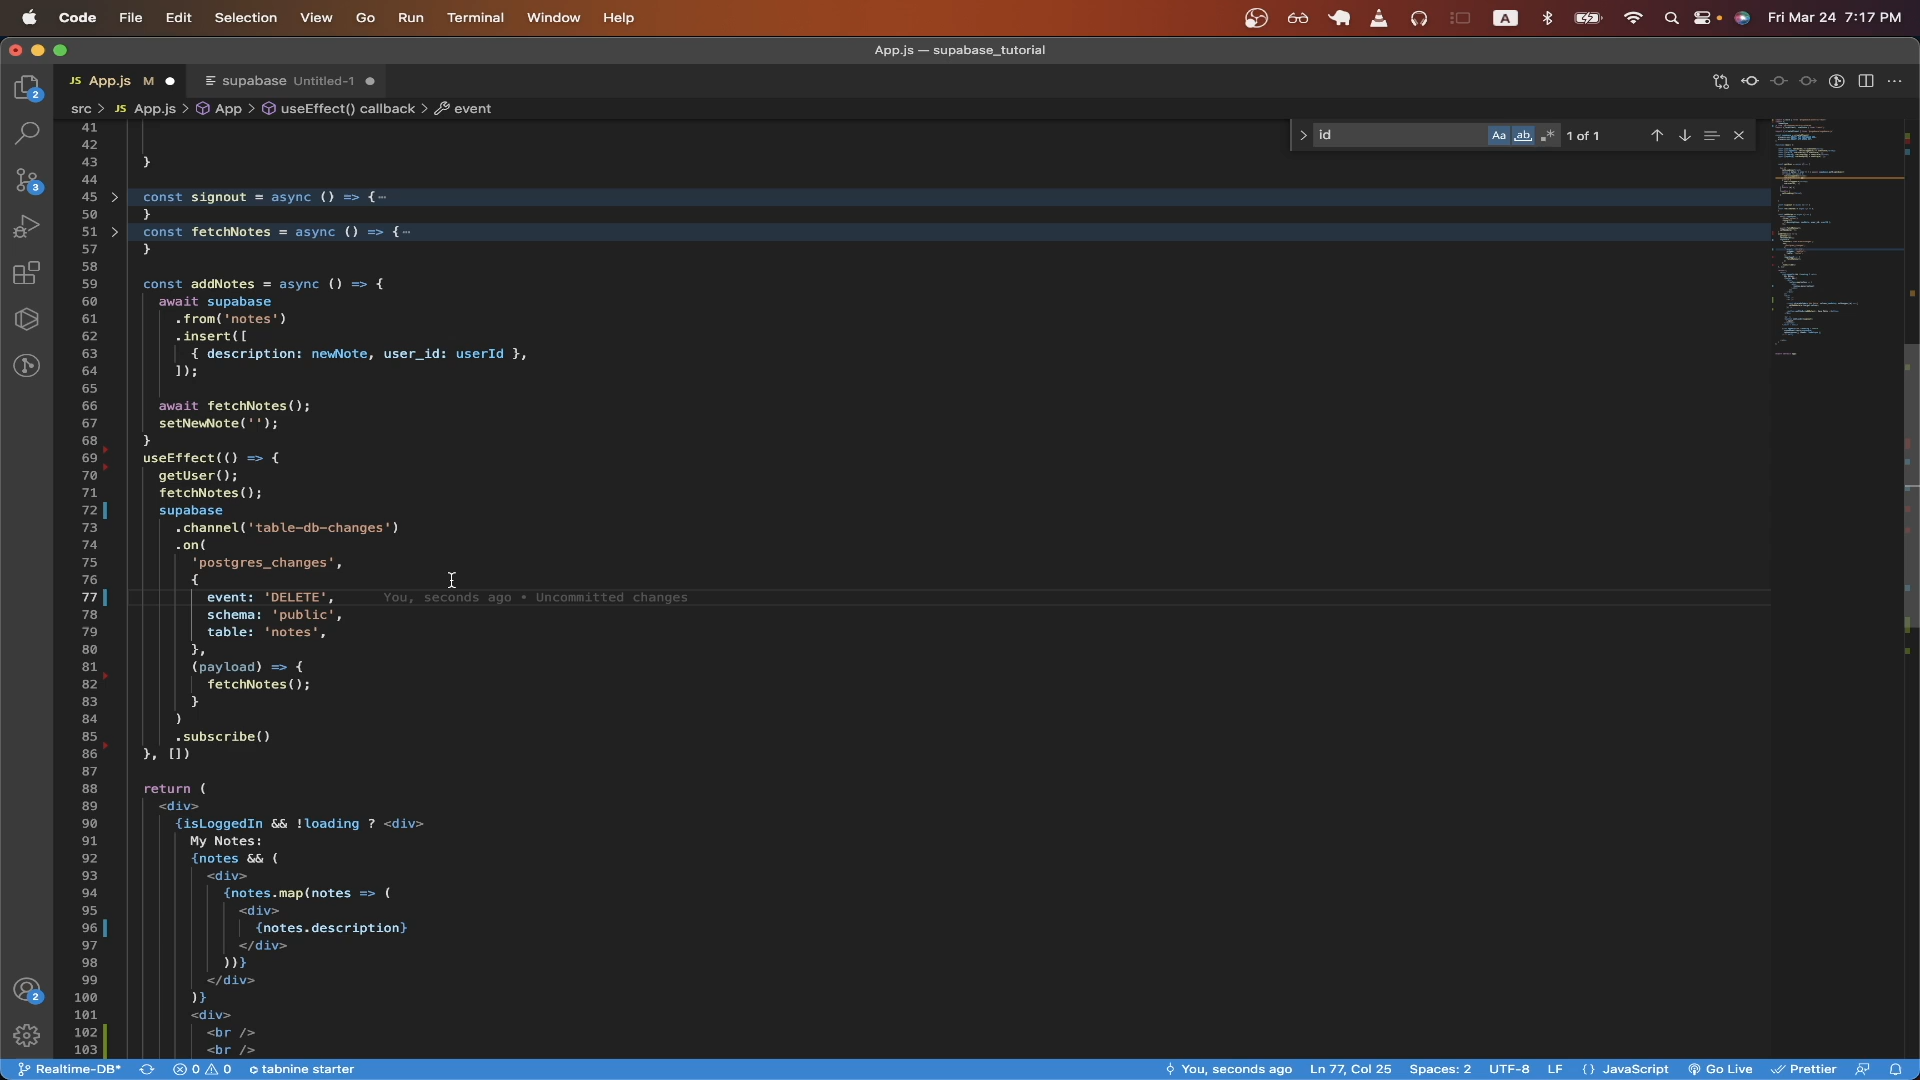 Code File Edit Selection View Go Run Terminal Window Help A Fri Mar 24 7:17 PM
App.js — supabase_tutorial
JS App.js M supabase Untitled-1
src > JS App.js > App > useEffect() callback > event
id Aa ab 1 of 1
2
3
2
41
42
43 }
44
45 const signout = async () => {⋯
50 }
51 const fetchNotes = async () => {⋯
57 }
58
59 const addNotes = async () => {
60 await supabase
61 .from('notes')
62 .insert([
63 { description: newNote, user_id: userId },
64 ]);
65
66 await fetchNotes();
67 setNewNote('');
68 }
69 useEffect(() => {
70 getUser();
71 fetchNotes();
72 supabase
73 .channel('table-db-changes')
74 .on(
75 'postgres_changes',
76 {
77 event: 'DELETE', You, seconds ago • Uncommitted changes
78 schema: 'public',
79 table: 'notes',
80 },
81 (payload) => {
82 fetchNotes();
83 }
84 )
85 .subscribe()
86 }, [])
87
88 return (
89 <div>
90 {isLoggedIn && !loading ? <div>
91 My Notes:
92 {notes && (
93 <div>
94 {notes.map(notes => (
95 <div>
96 {notes.description}
97 </div>
98 ))}
99 </div>
100 )}
101 <div>
102 <br />
103 <br />
Realtime-DB* 0 0 tabnine starter You, seconds ago Ln 77, Col 25 Spaces: 2 UTF-8 LF { } JavaScript Go Live Prettier